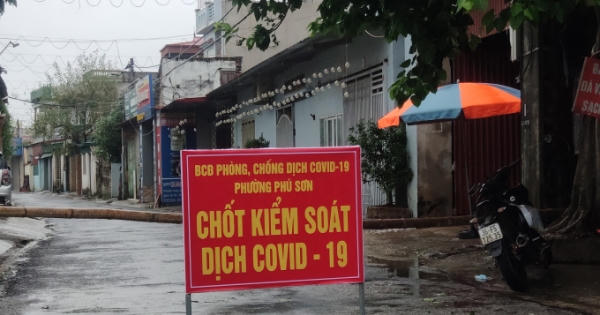 BCĐ PHÒNG, CHỐNG DỊCH COVID-19
PHƯỜNG PHÚ SƠN
CHỐT KIỂM SOÁT
DỊCH COVID - 19